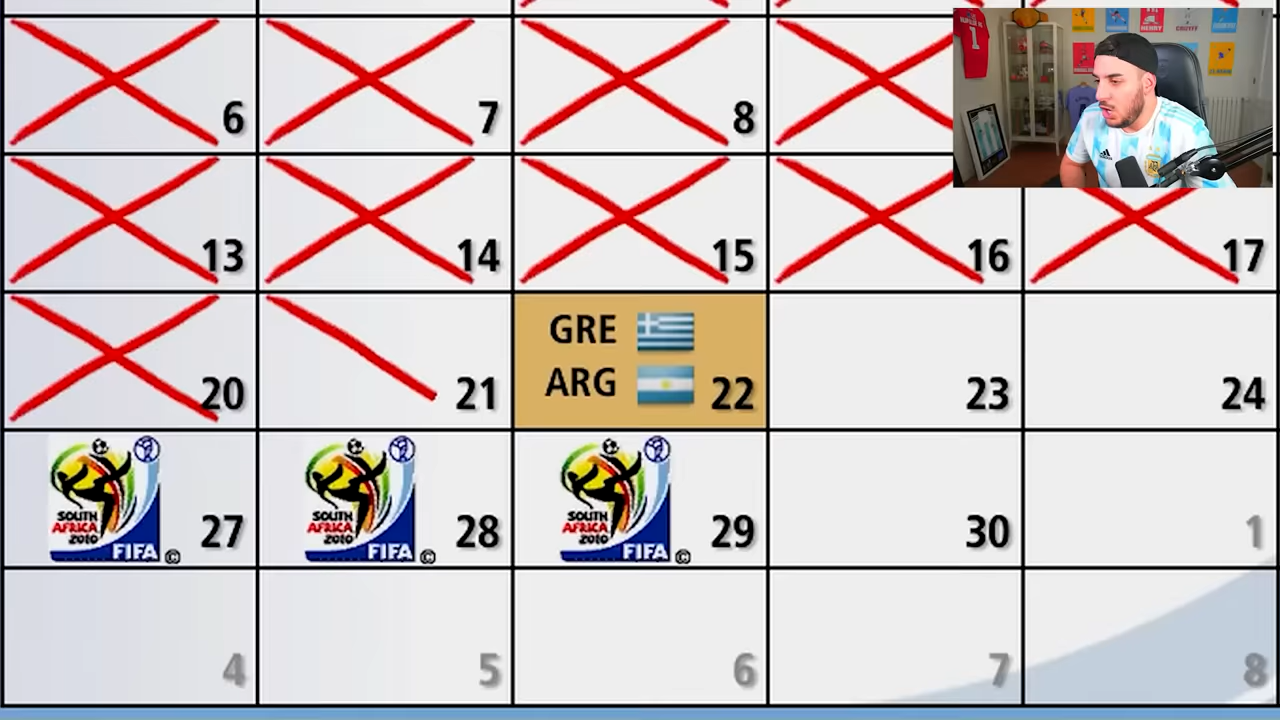 6 7 8
13 14 15 16 17
20 21 GRE ARG 22 23 24
SOUTH AFRICA 2010 FIFA © 27 SOUTH AFRICA 2010 FIFA © 28 SOUTH AFRICA 2010 FIFA © 29 30 1
4 5 6 7 8